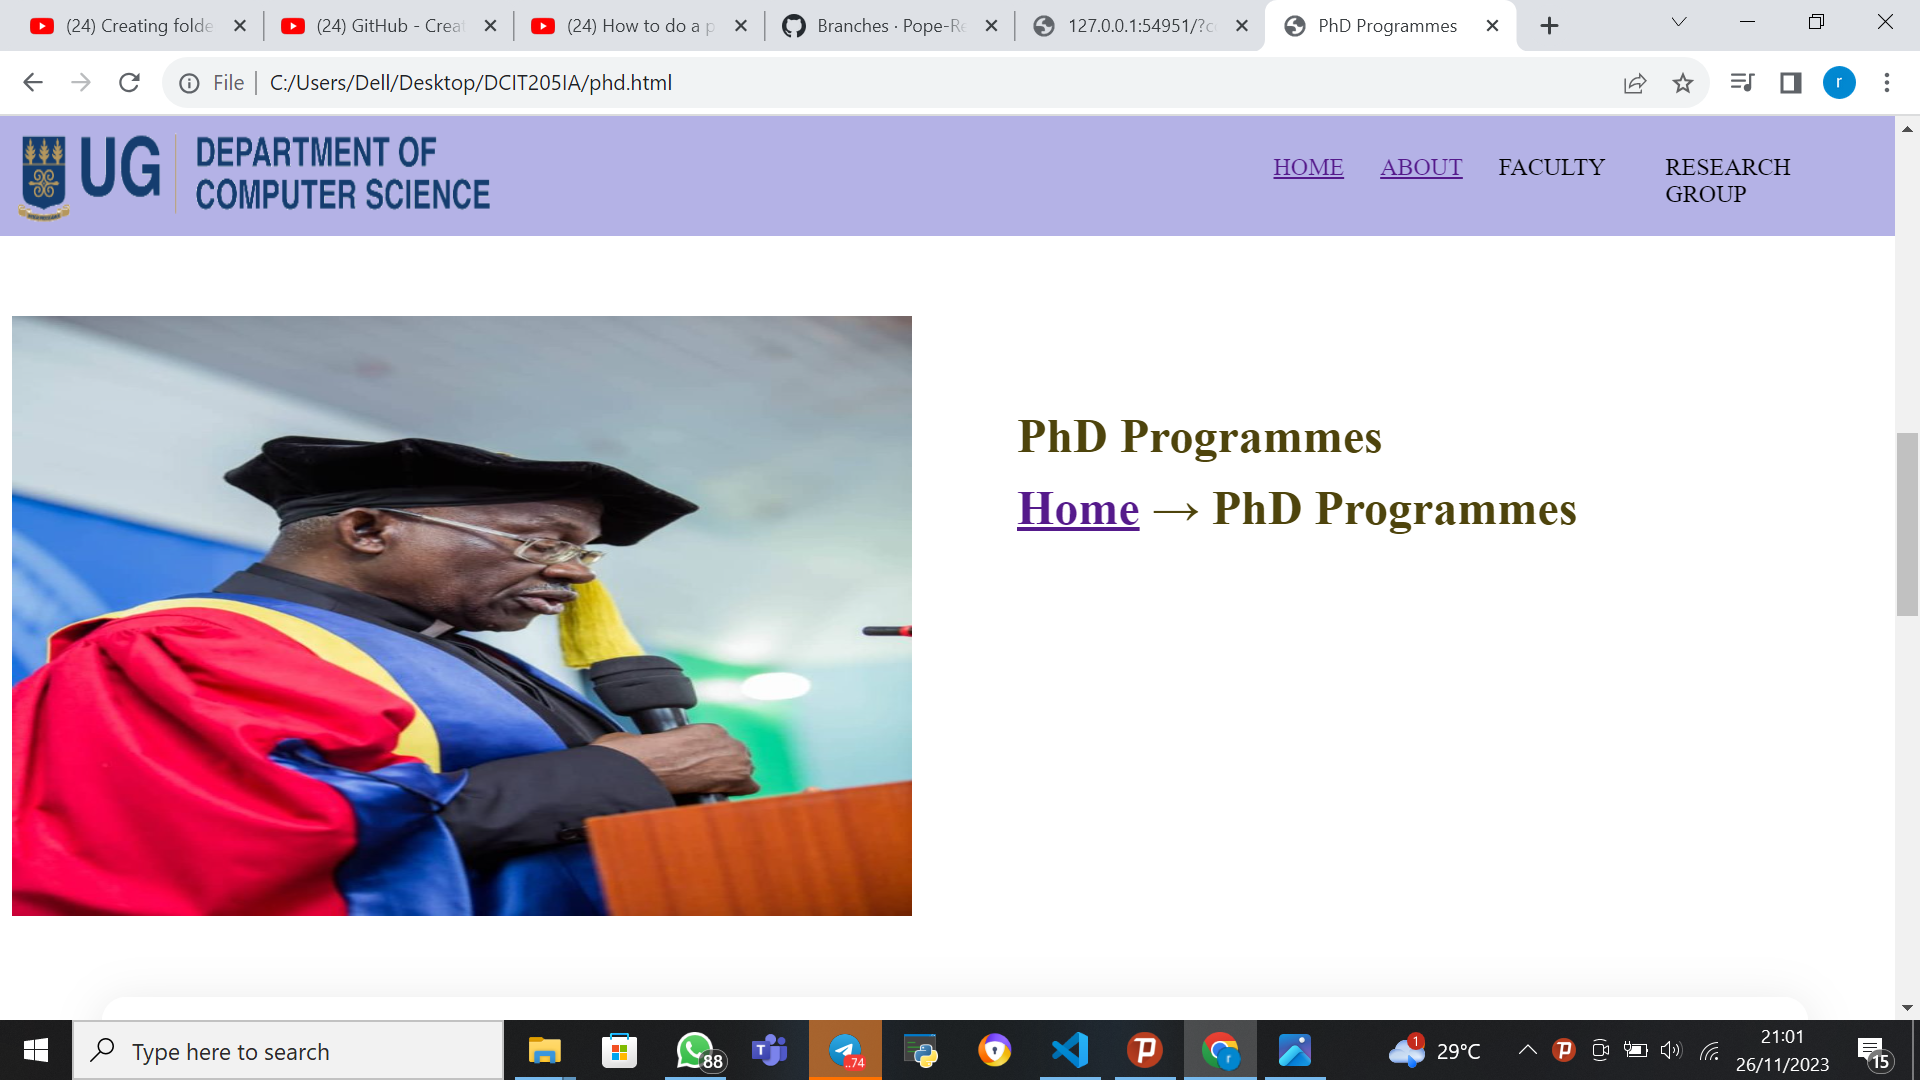 (24) Creating folde
(24) GitHub - Creat
(24) How to do a p
Branches · Pope-Re
127.0.0.1:54951/?c
PhD Programmes
File
C:/Users/Dell/Desktop/DCIT205IA/phd.html
r
UG
DEPARTMENT OF
COMPUTER SCIENCE
HOME
ABOUT
FACULTY
RESEARCH
GROUP
PhD Programmes
Home → PhD Programmes
Type here to search
88
..74
r
1
29°C
21:01
26/11/2023
15